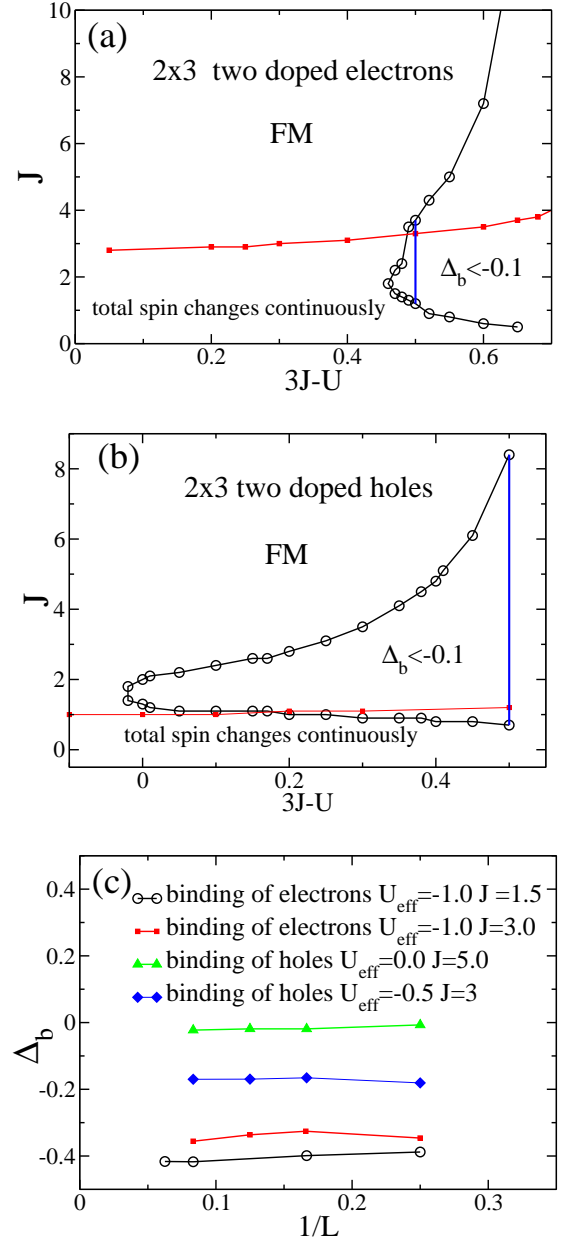 (a)
2x3 two doped electrons
FM
Δ_b<-0.1
total spin changes continuously
J
10
8
6
4
2
0
0 0.2 0.4 0.6
3J-U
(b)
2x3 two doped holes
FM
Δ_b<-0.1
total spin changes continuously
J
8
6
4
2
0
0 0.2 0.4
3J-U
(c)
binding of electrons U_eff=-1.0 J =1.5
binding of electrons U_eff=-1.0 J=3.0
binding of holes U_eff=0.0 J=5.0
binding of holes U_eff=-0.5 J=3
Δ_b
0.4
0.2
0
-0.2
-0.4
0 0.1 0.2 0.3
1/L